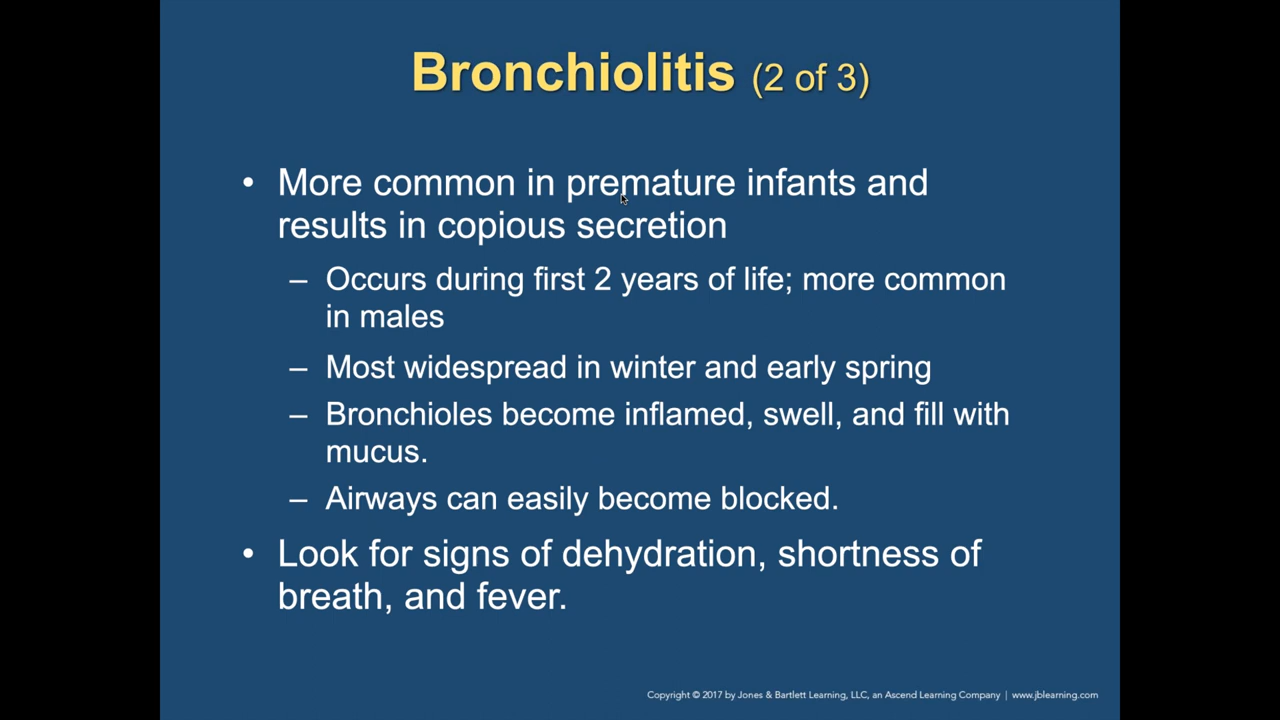 Bronchiolitis (2 of 3)
• More common in premature infants and
results in copious secretion
– Occurs during first 2 years of life; more common
in males
– Most widespread in winter and early spring
– Bronchioles become inflamed, swell, and fill with
mucus.
– Airways can easily become blocked.
• Look for signs of dehydration, shortness of
breath, and fever.
Copyright © 2017 by Jones & Bartlett Learning, LLC, an Ascend Learning Company | www.jblearning.com